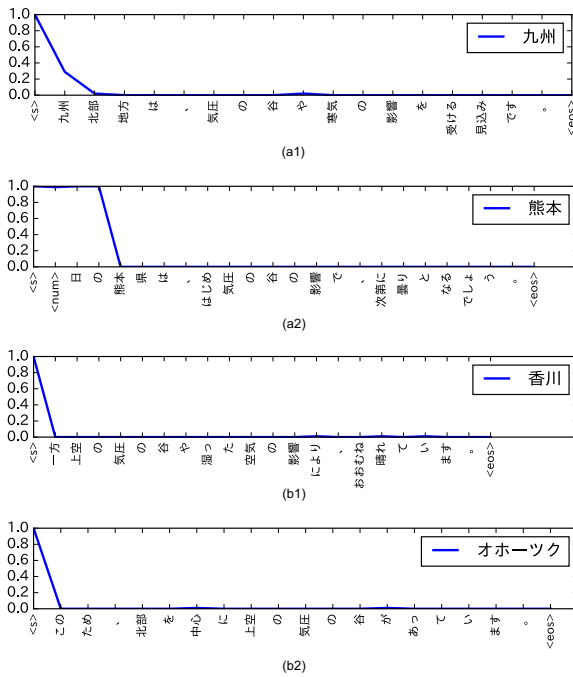 1.0
0.8
0.6
0.4
0.2
0.0
九州
<s> 九州 北部 地方 は 、 気圧 の 谷 や 寒気 の 影響 を 受ける 見込み です 。 <eos>
(a1)
1.0
0.8
0.6
0.4
0.2
0.0
熊本
<s> <num> 日 の 熊本 県 は 、 はじめ 気圧 の 谷 の 影響 で 、 次第に 曇り と なる でしょ う 。 <eos>
(a2)
1.0
0.8
0.6
0.4
0.2
0.0
香川
<s> 一方 上空 の 気圧 の 谷 や 湿っ た 空気 の 影響 により 、 おおむね 晴れ て い ます 。 <eos>
(b1)
1.0
0.8
0.6
0.4
0.2
0.0
オホーツク
<s> この ため 、 北部 を 中心 に 上空 の 気圧 の 谷 が あっ て い ます 。 <eos>
(b2)